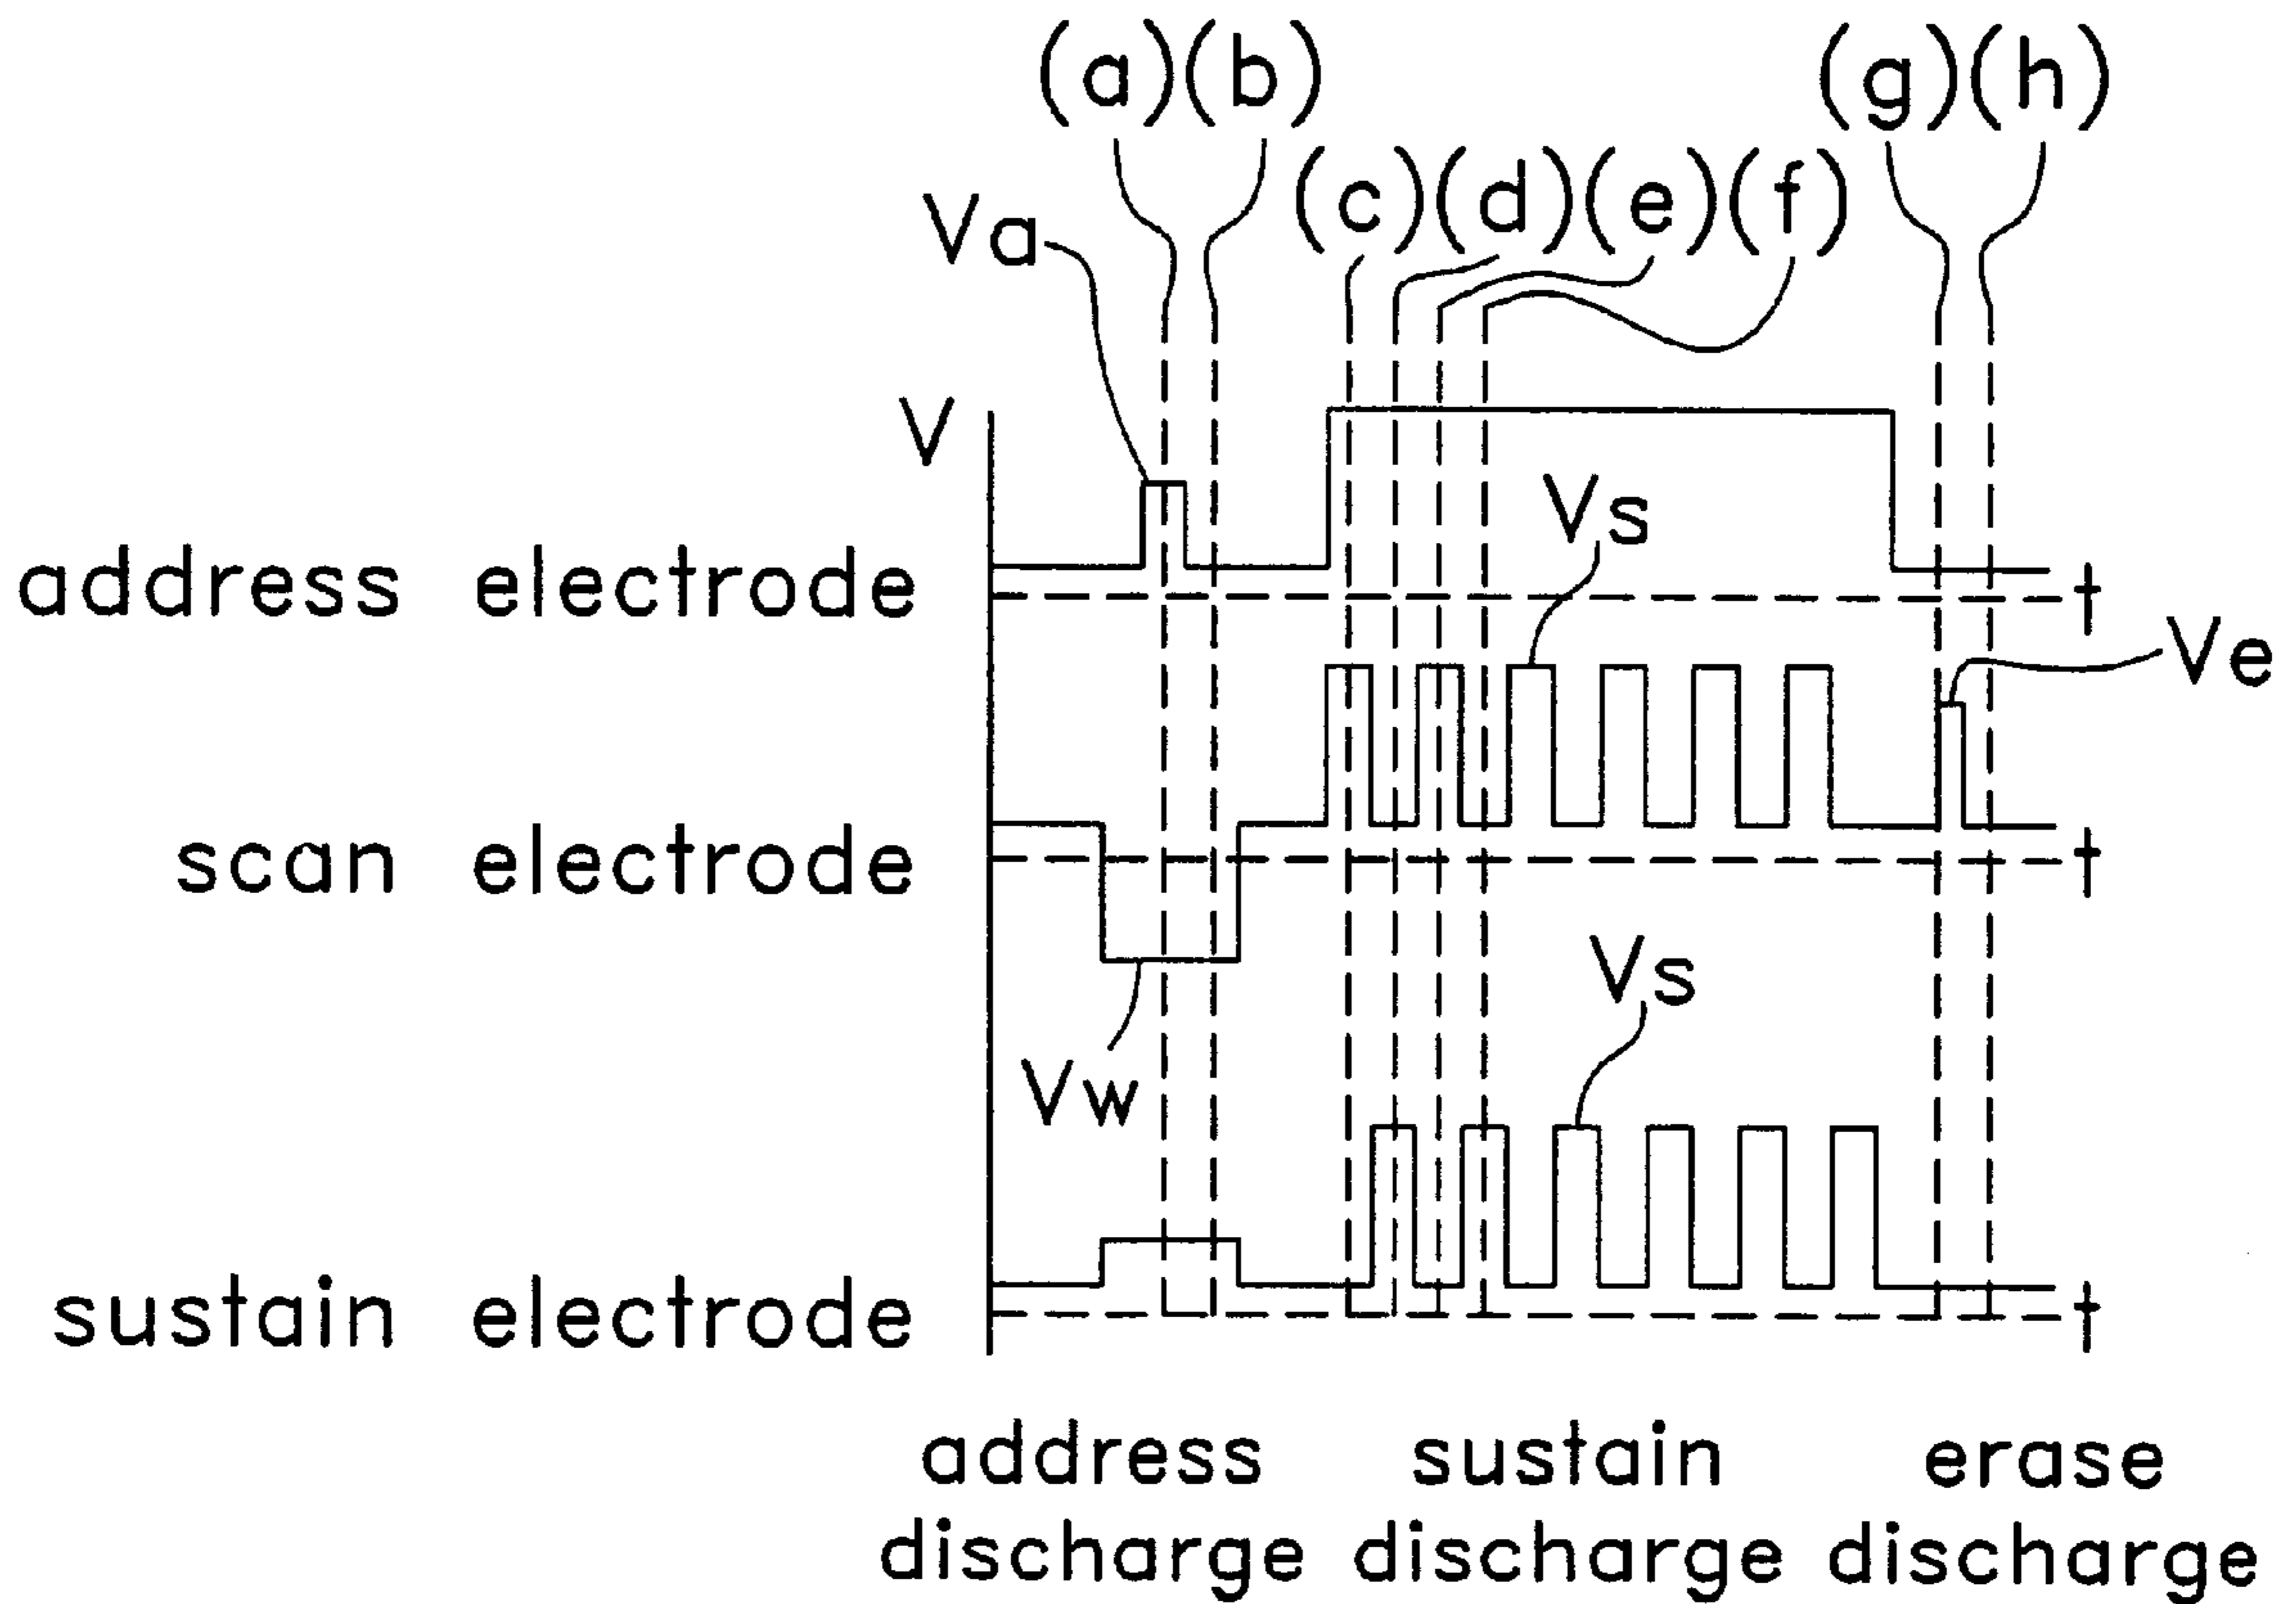 (a)(b)
(g)(h)
(c)(d)(e)(f)
Va
V
Vs
address electrode
t
Ve
scan electrode
t
Vs
Vw
sustain electrode
t
address discharge
sustain discharge
erase discharge